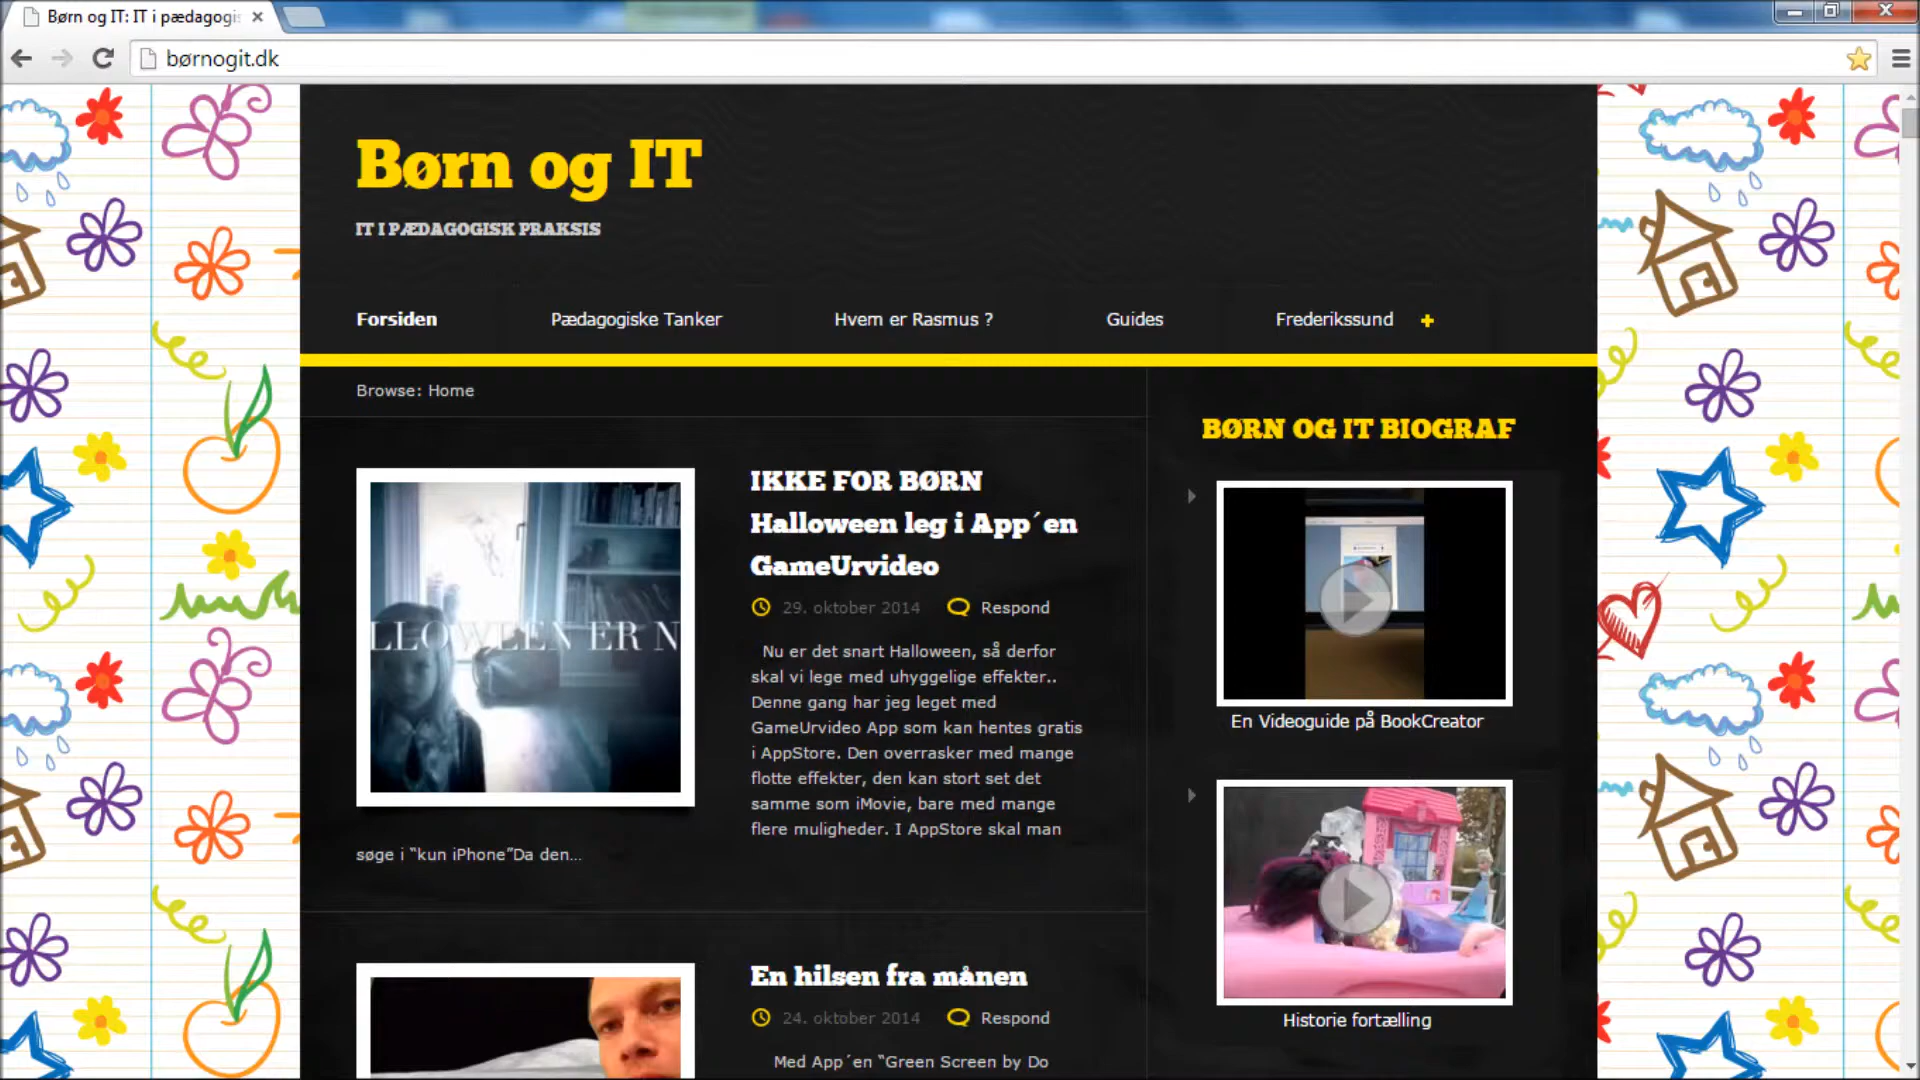 Børn og IT: IT i pædagogis
børnogit.dk
Børn og IT
IT I PÆDAGOGISK PRAKSIS
Forsiden
Pædagogiske Tanker
Hvem er Rasmus ?
Guides
Frederikssund
Browse: Home
IKKE FOR BØRN
Halloween leg i App´en
GameUrvideo
29. oktober 2014
Respond
Nu er det snart Halloween, så derfor
skal vi lege med uhyggelige effekter..
Denne gang har jeg leget med
GameUrvideo App som kan hentes gratis
i AppStore. Den overrasker med mange
flotte effekter, den kan stort set det
samme som iMovie, bare med mange
flere muligheder. I AppStore skal man
søge i “kun iPhone”Da den...
LLOWEEN ER N
En hilsen fra månen
24. oktober 2014
Respond
Med App´en “Green Screen by Do
BØRN OG IT BIOGRAF
En Videoguide på BookCreator
Historie fortælling